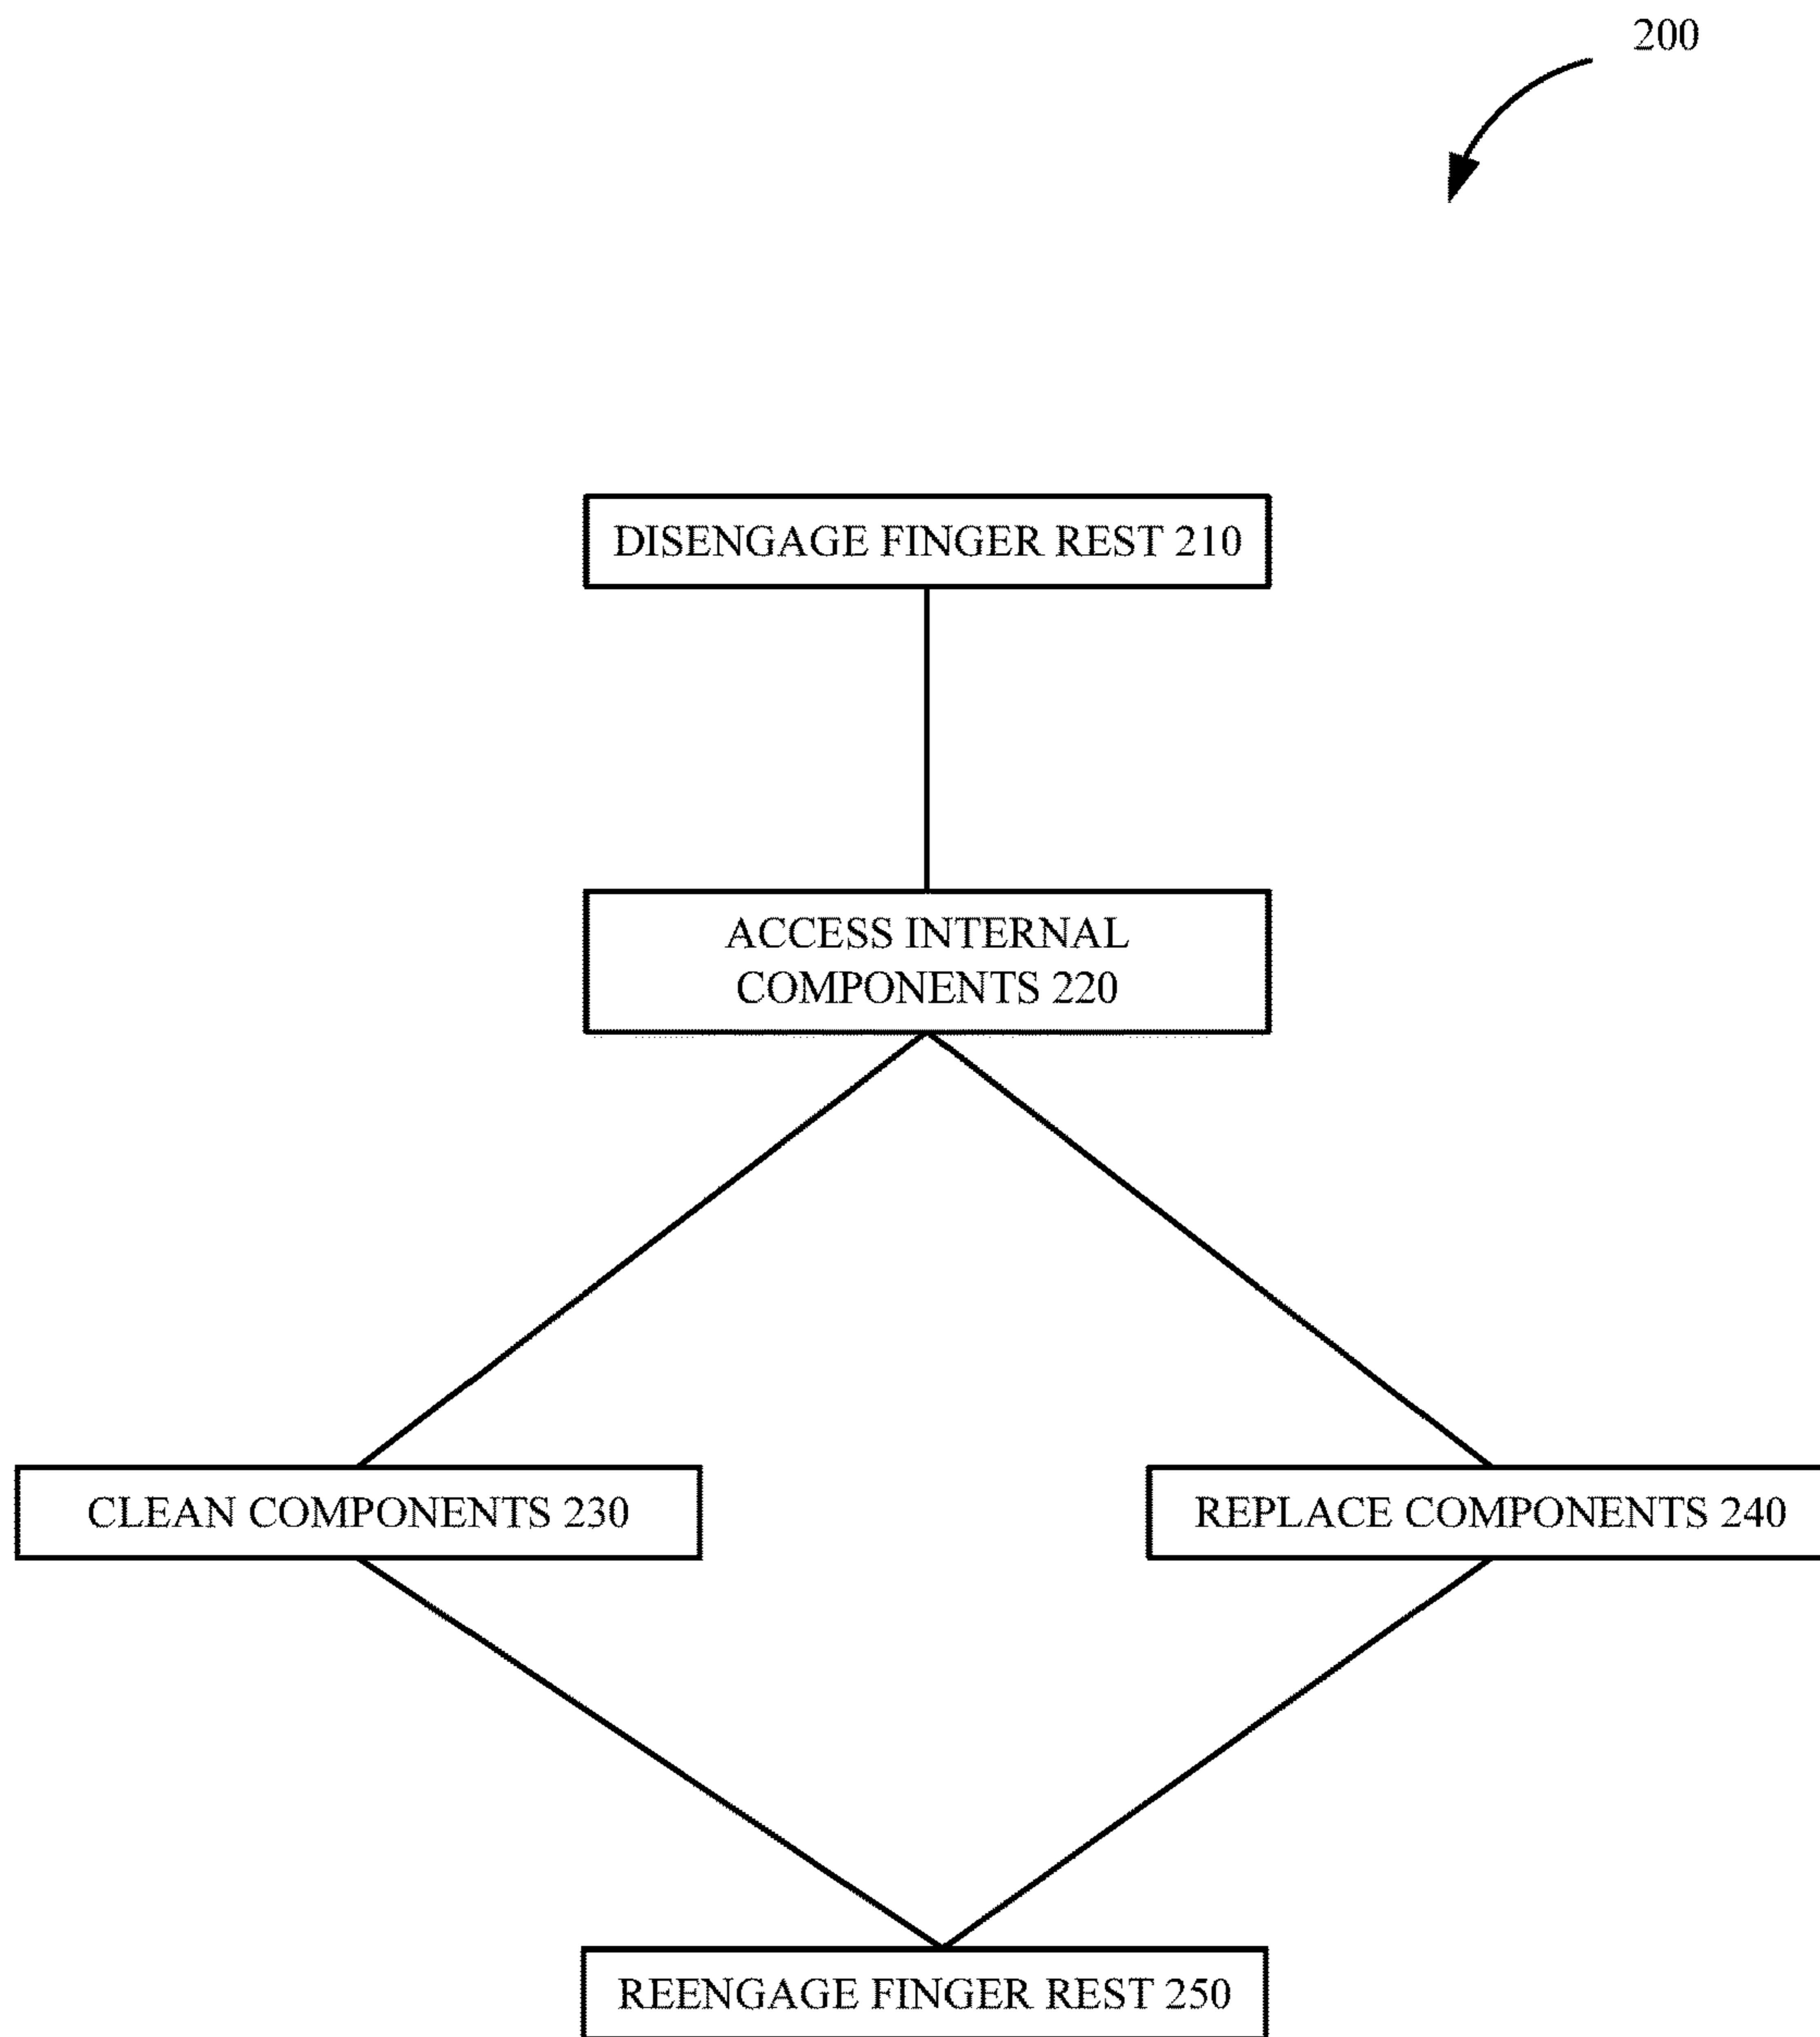 200
DISENGAGE FINGER REST 210
ACCESS INTERNAL
COMPONENTS 220
CLEAN COMPONENTS 230
REPLACE COMPONENTS 240
REENGAGE FINGER REST 250